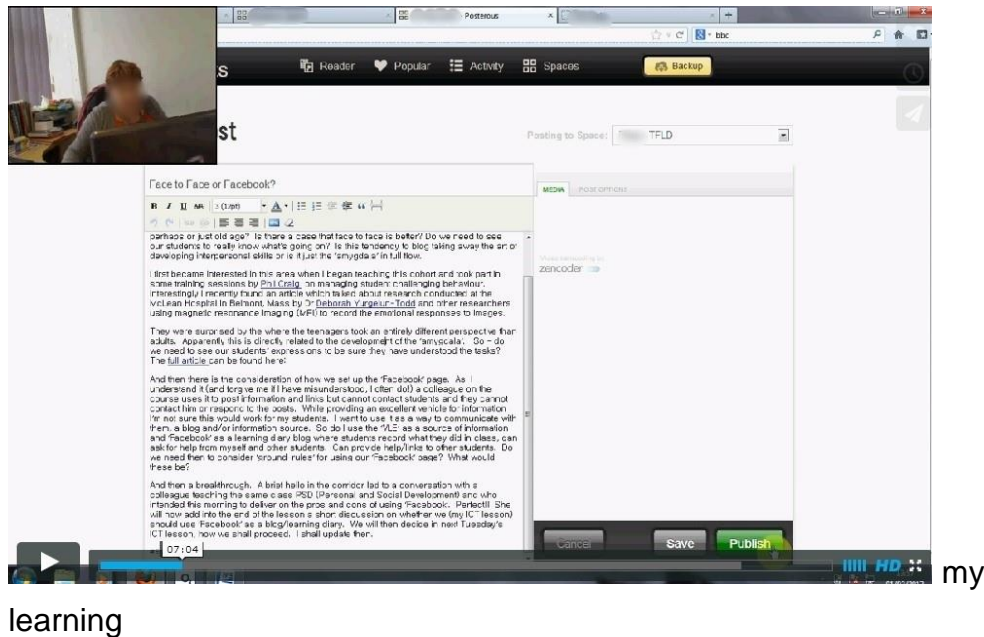 Posterous
bbc
s
Reader Popular Activity Spaces Backup
st
Posting to Space: TFLD
Face to Face or Facebook?
MEDIA POST OPTIONS
B I U
perhaps or just old age? Is there a case that face to face is better? Do we need to see
our students to really know what's going on? Is this tendency to blog taking away the art of
developing interpersonal skills or is it just the 'amygdala' in full flow.
zencoder
I first became interested in this area when I began teaching this cohort and took part in
some training sessions by Phil Craig on managing student challenging behaviour.
Interestingly I recently found an article which talked about research conducted at the
McLean Hospital in Belmont, Mass by Dr Deborah Yurgelun-Todd and other researchers
using magnetic resonance imaging (MRI) to record the emotional responses to images.
They were surprised by the where the teenagers took an entirely different perspective than
adults. Apparently this is directly related to the development of the 'amygdala'. So - do
we need to see our students' expressions to be sure they have understood the tasks?
The full article can be found here:
And then there is the consideration of how we set up the 'Facebook' page. As I
understand it (and forgive me if I have misunderstood, I often do!) a colleague on the
course uses it to post information and links but cannot contact students and they cannot
contact him or respond to the posts. While providing an excellent vehicle for information
I'm not sure this would work for my students. I want to use it as a way to communicate with
them, a blog and/or information source. So do I use the 'VLE' as a source of information
and 'Facebook' as a learning diary blog where students record what they did in class, can
ask for help from myself and other students. Can provide help/links to other students. Do
we need then to consider 'ground rules' for using our 'Facebook' page? What would
these be?
And then a breakthrough. A brief hello in the corridor led to a conversation with a
colleague teaching the same class PSD (Personal and Social Development) and who
intended this morning to deliver on the pros and cons of using 'Facebook'. Perfect!! She
will now add into the end of the lesson a short discussion on whether we (my ICT lesson)
should use 'Facebook' as a blog/learning diary. We will then decide in next Tuesday's
ICT lesson, how we shall proceed. I shall update then.
Cancel Save Publish
07:04
HD
my
learning